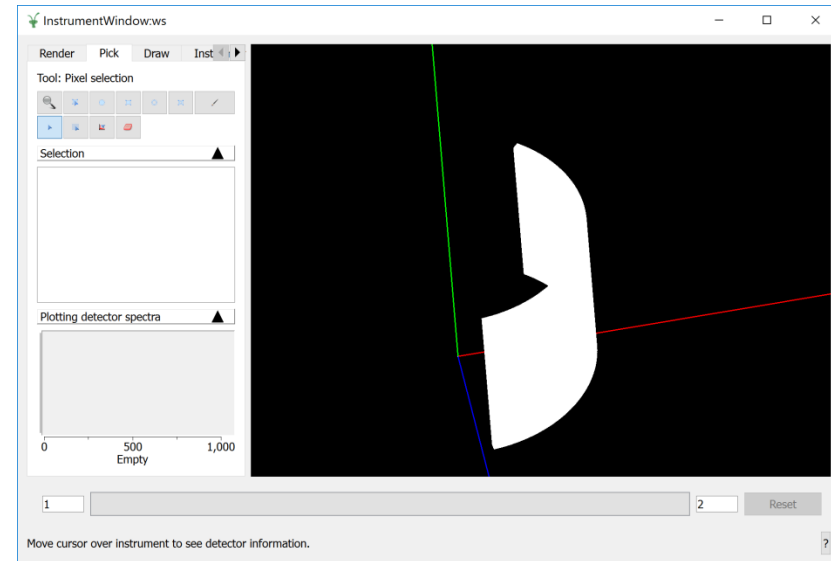 InstrumentWindow:ws
Render Pick Draw Inst
Tool: Pixel selection
Selection
Plotting detector spectra
0 500 1,000
Empty
1 2 Reset
Move cursor over instrument to see detector information. ?